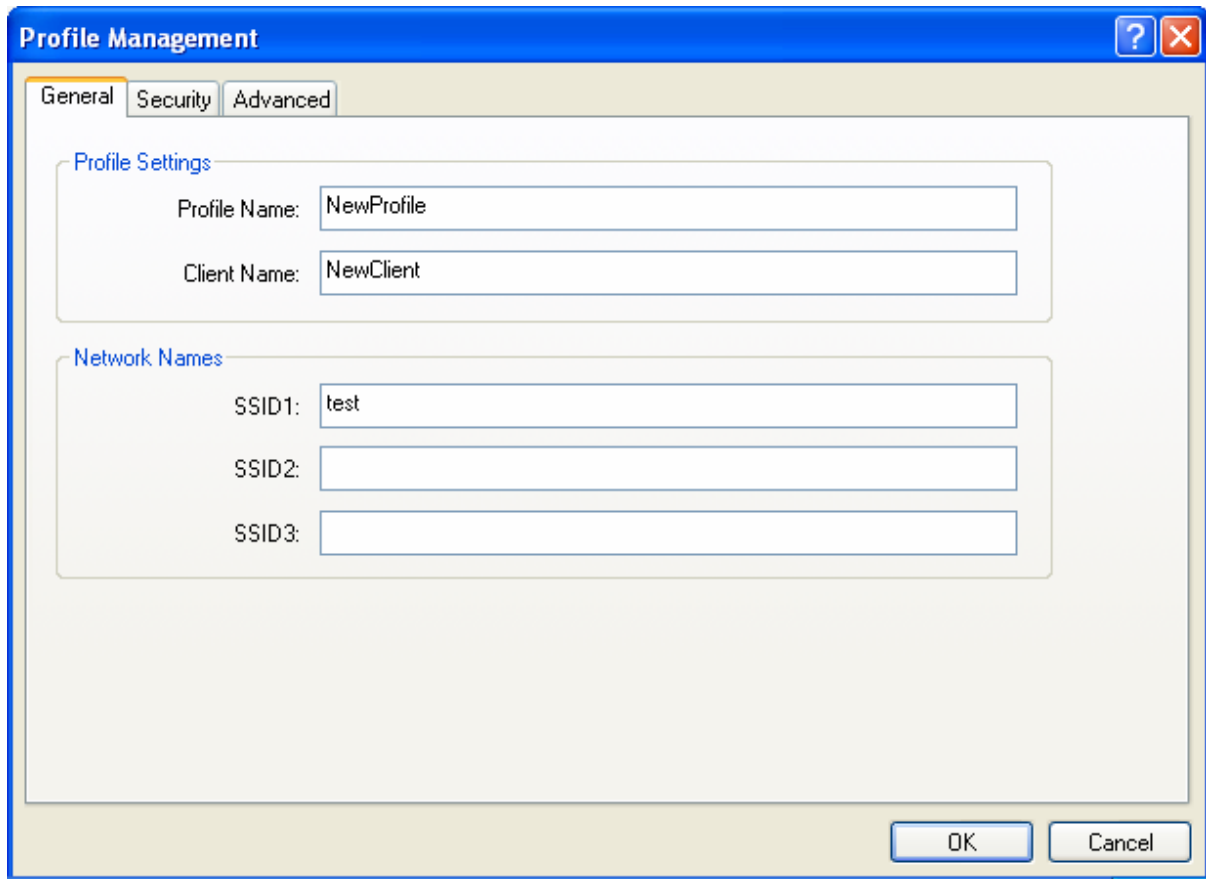 Profile Management
General Security Advanced
Profile Settings
Profile Name: NewProfile
Client Name: NewClient
Network Names
SSID1: test
SSID2:
SSID3:
OK Cancel